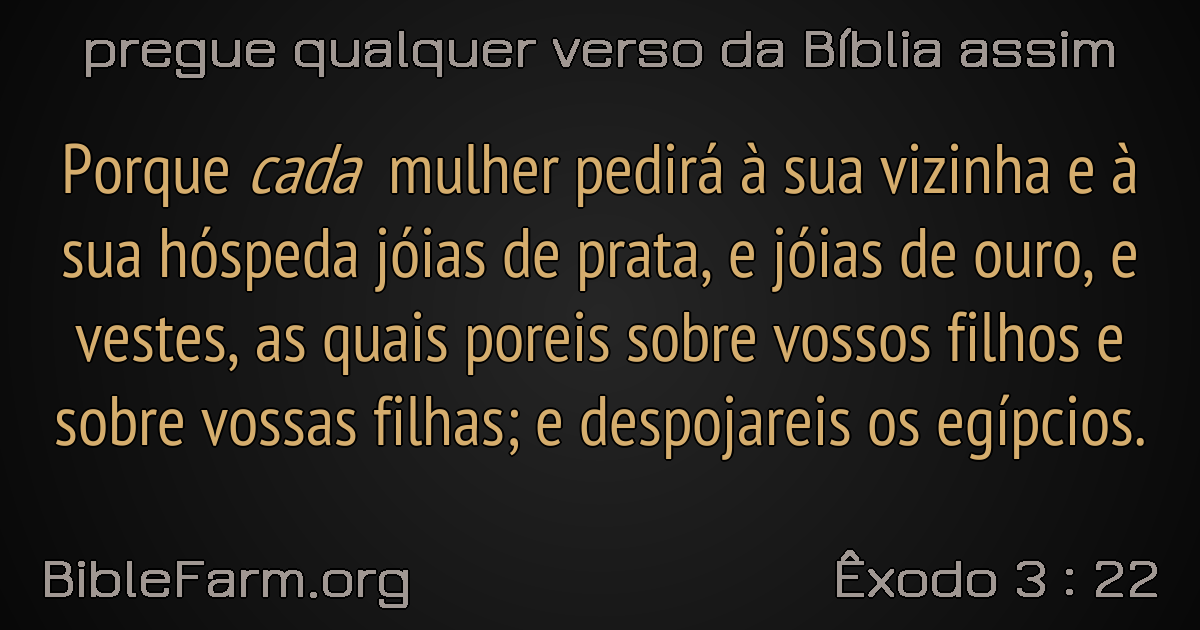 pregue qualquer verso da Bíblia assim
Porque cada mulher pedirá à sua vizinha e à
sua hóspeda jóias de prata, e jóias de ouro, e
vestes, as quais poreis sobre vossos filhos e
sobre vossas filhas; e despojareis os egípcios.
BibleFarm.org
Êxodo 3 : 22